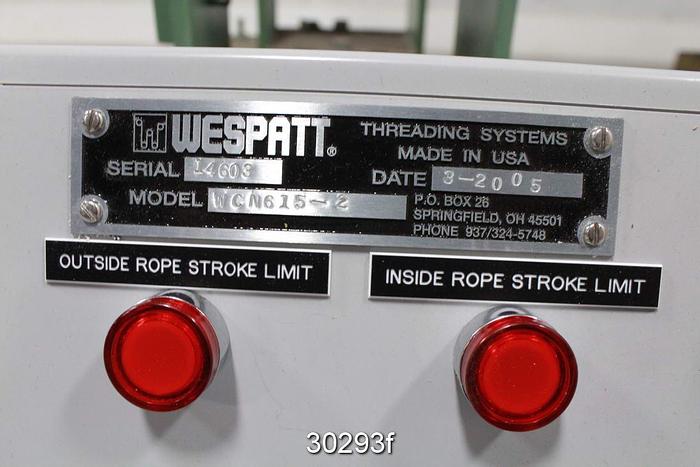 WESPATT®
THREADING SYSTEMS
MADE IN USA
SERIAL 14603
DATE 3-2005
MODEL WCN615-2
P.O. BOX 26
SPRINGFIELD, OH 45501
PHONE 937/324-5748
OUTSIDE ROPE STROKE LIMIT
INSIDE ROPE STROKE LIMIT
30293f